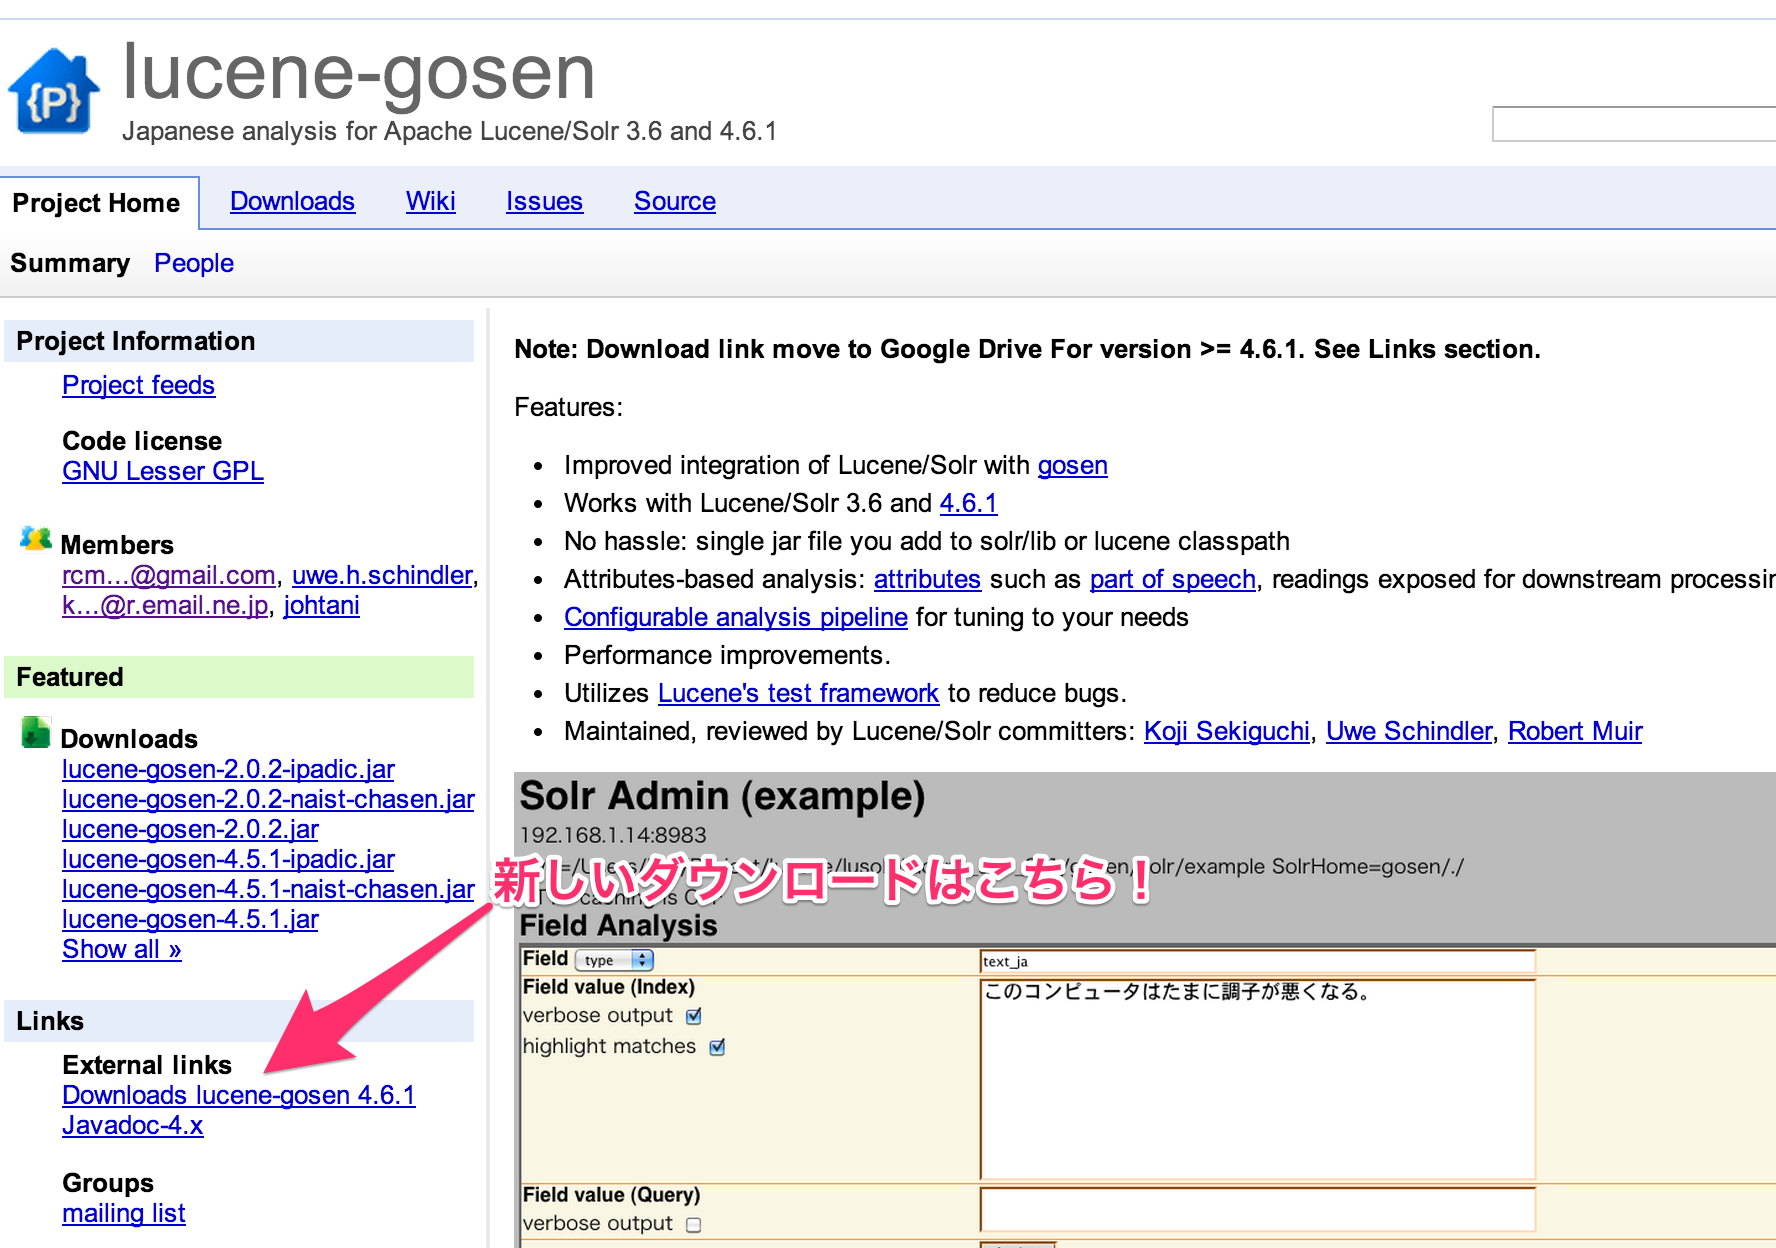 lucene-gosen
Japanese analysis for Apache Lucene/Solr 3.6 and 4.6.1
Project Home Downloads Wiki Issues Source
Summary People
Project Information
Project feeds
Code license
GNU Lesser GPL
Members
rcm...@gmail.com, uwe.h.schindler,
k...@r.email.ne.jp, johtani
Featured
Downloads
lucene-gosen-2.0.2-ipadic.jar
lucene-gosen-2.0.2-naist-chasen.jar
lucene-gosen-2.0.2.jar
lucene-gosen-4.5.1-ipadic.jar
lucene-gosen-4.5.1-naist-chasen.jar
lucene-gosen-4.5.1.jar
Show all »
Links
External links
Downloads lucene-gosen 4.6.1
Javadoc-4.x
Groups
mailing list
Note: Download link move to Google Drive For version >= 4.6.1. See Links section.
Features:
• Improved integration of Lucene/Solr with gosen
• Works with Lucene/Solr 3.6 and 4.6.1
• No hassle: single jar file you add to solr/lib or lucene classpath
• Attributes-based analysis: attributes such as part of speech, readings exposed for downstream
• Configurable analysis pipeline for tuning to your needs
• Performance improvements.
• Utilizes Lucene's test framework to reduce bugs.
• Maintained, reviewed by Lucene/Solr committers: Koji Sekiguchi, Uwe Schindler, Robert Muir
{P}
Solr Admin (example)
192.168.1.14:8983
solr/example SolrHome=gosen/./
新しいダウンロードはこちら！
Field Analysis
Field type text_ja
Field value (Index) このコンピュータはたまに調子が悪くなる。
verbose output
highlight matches
Field value (Query)
verbose output